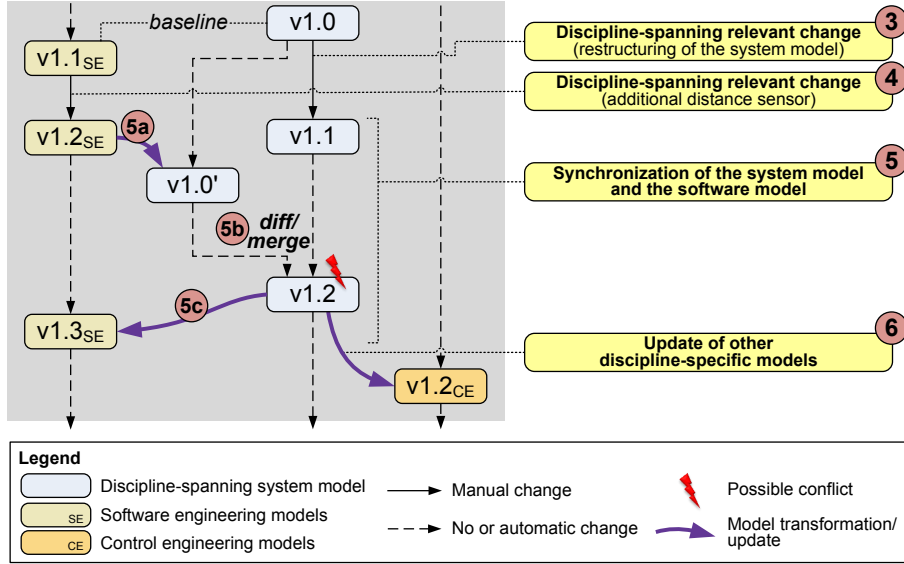 baseline
v1.0
3
Discipline-spanning relevant change
(restructuring of the system model)
v1.1SE
4
Discipline-spanning relevant change
(additional distance sensor)
v1.2SE
5a
v1.1
5
Synchronization of the system model
and the software model
v1.0'
5b
diff/
merge
v1.2
5c
v1.3SE
6
Update of other
discipline-specific models
v1.2CE
Legend
Discipline-spanning system model
SE
Software engineering models
CE
Control engineering models
Manual change
No or automatic change
Possible conflict
Model transformation/
update